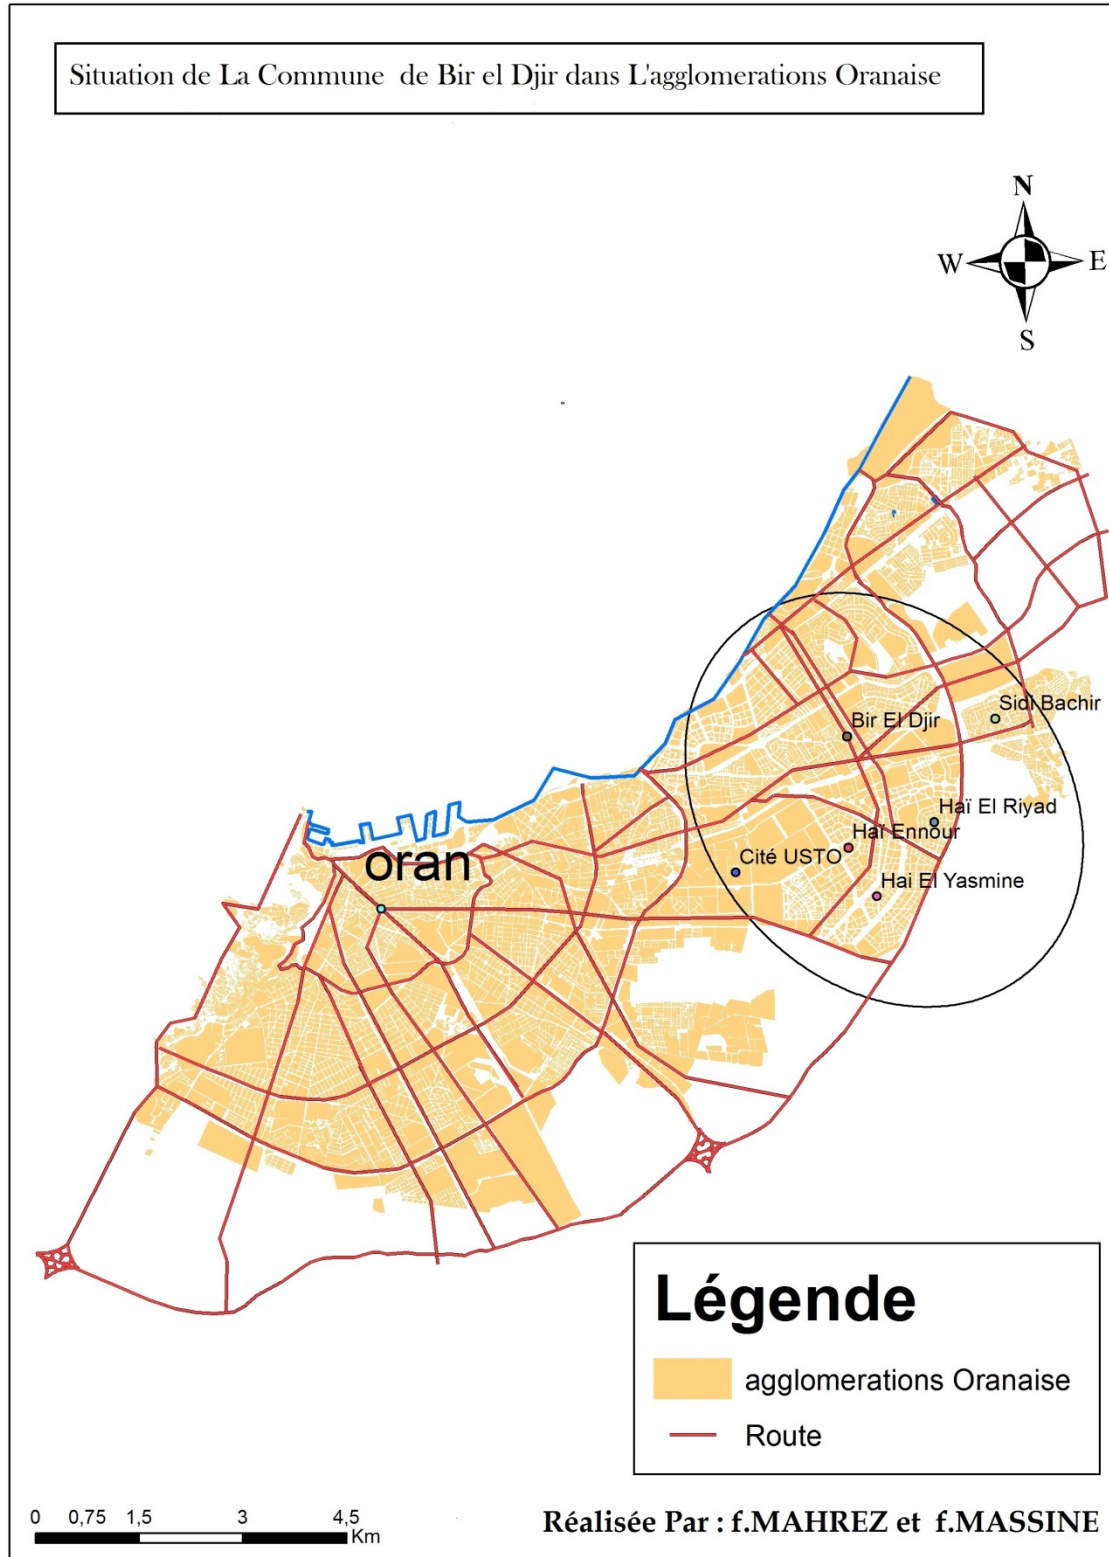 Situation de La Commune de Bir el Djir dans L'agglomerations Oranaise
N
W E
S
Sidi Bachir
Bir El Djir
Haï El Riyad
Haï Ennour
Cité USTO
oran
Hai El Yasmine
Légende
agglomerations Oranaise
Route
0 0,75 1,5 3 4,5
Km
Réalisée Par : f.MAHREZ et f.MASSINE